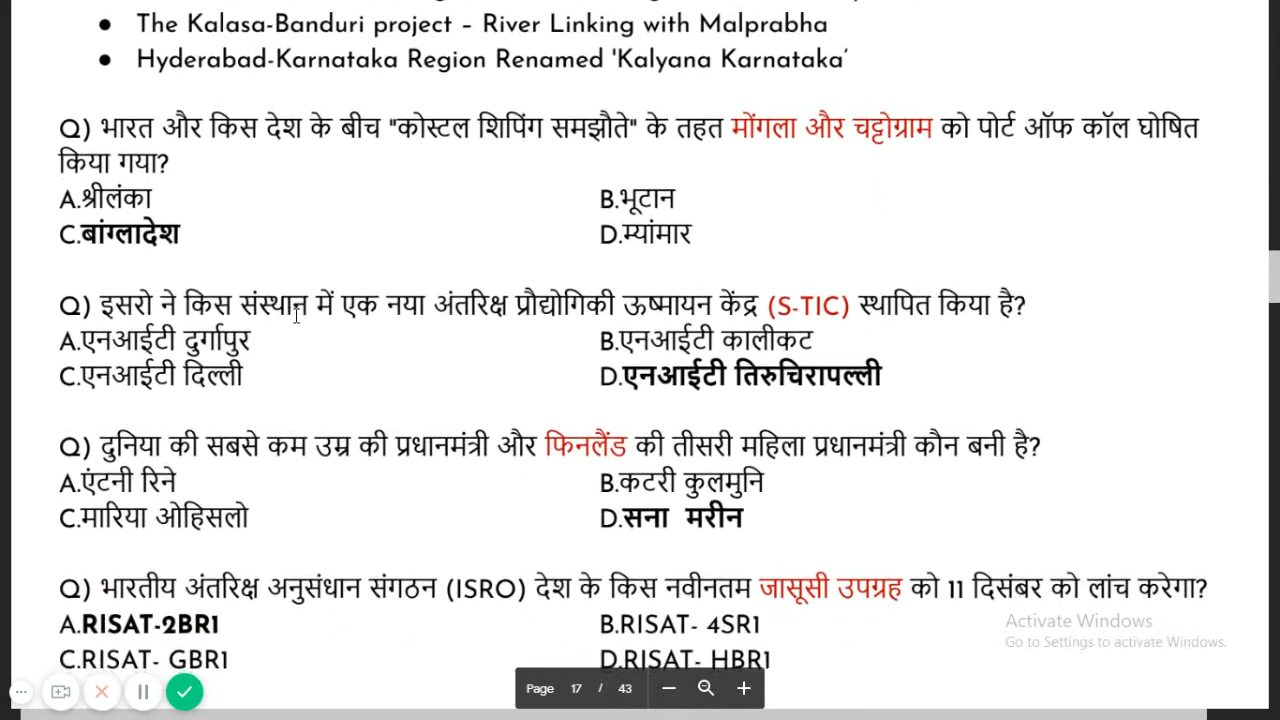 ● The Kalasa-Banduri project – River Linking with Malprabha
● Hyderabad-Karnataka Region Renamed 'Kalyana Karnataka'
Q) भारत और किस देश के बीच "कोस्टल शिपिंग समझौते" के तहत मोंगला और चट्टोग्राम को पोर्ट ऑफ कॉल घोषित
किया गया?
A.श्रीलंका B.भूटान
C.बांग्लादेश D.म्यांमार
Q) इसरो ने किस संस्थान में एक नया अंतरिक्ष प्रौद्योगिकी ऊष्मायन केंद्र (S-TIC) स्थापित किया है?
A.एनआईटी दुर्गापुर B.एनआईटी कालीकट
C.एनआईटी दिल्ली D.एनआईटी तिरुचिरापल्ली
Q) दुनिया की सबसे कम उम्र की प्रधानमंत्री और फिनलैंड की तीसरी महिला प्रधानमंत्री कौन बनी है?
A.एंटनी रिने B.कटरी कुलमुनि
C.मारिया ओहिसलो D.सना मरीन
Q) भारतीय अंतरिक्ष अनुसंधान संगठन (ISRO) देश के किस नवीनतम जासूसी उपग्रह को 11 दिसंबर को लांच करेगा?
A.RISAT-2BR1 B.RISAT- 4SR1
C.RISAT- GBR1 D.RISAT- HBR1
Activate Windows
Go to Settings to activate Windows.
Page 17 / 43